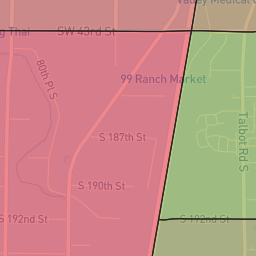 Valley Medical C
SW 43rd St
g Thai
80th Pl S
99 Ranch Market
Talbot Rd S
S 187th St
S 190th St
S 192nd St
S 192nd St